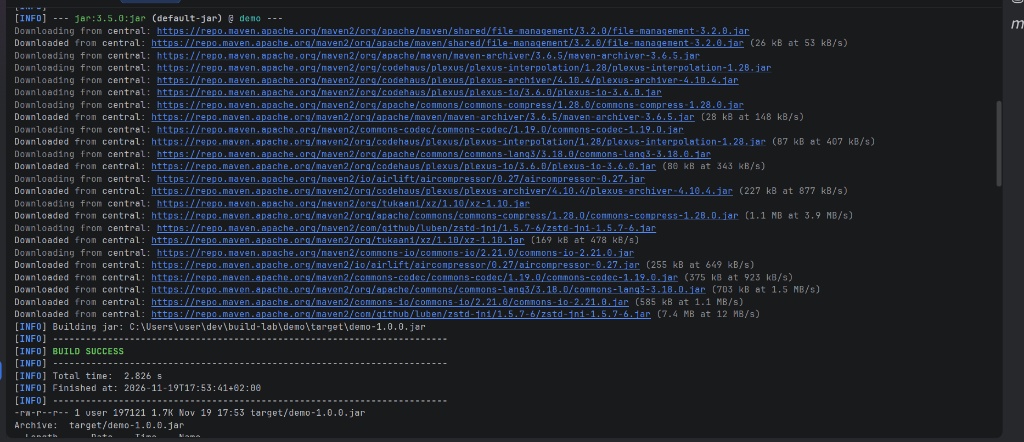 [INFO] --- jar:3.5.0:jar (default-jar) @ demo ---
Downloading from central: https://repo.maven.apache.org/maven2/org/apache/maven/shared/file-management/3.2.0/file-management-3.2.0.jar
Downloaded from central: https://repo.maven.apache.org/maven2/org/apache/maven/shared/file-management/3.2.0/file-management-3.2.0.jar (26 kB at 53 kB/s)
Downloading from central: https://repo.maven.apache.org/maven2/org/apache/maven/maven-archiver/3.6.5/maven-archiver-3.6.5.jar
Downloading from central: https://repo.maven.apache.org/maven2/org/codehaus/plexus/plexus-interpolation/1.28/plexus-interpolation-1.28.jar
Downloading from central: https://repo.maven.apache.org/maven2/org/codehaus/plexus/plexus-archiver/4.10.4/plexus-archiver-4.10.4.jar
Downloading from central: https://repo.maven.apache.org/maven2/org/codehaus/plexus/plexus-io/3.6.0/plexus-io-3.6.0.jar
Downloading from central: https://repo.maven.apache.org/maven2/org/apache/commons/commons-compress/1.28.0/commons-compress-1.28.0.jar
Downloaded from central: https://repo.maven.apache.org/maven2/org/apache/maven/maven-archiver/3.6.5/maven-archiver-3.6.5.jar (28 kB at 148 kB/s)
Downloading from central: https://repo.maven.apache.org/maven2/commons-codec/commons-codec/1.19.0/commons-codec-1.19.0.jar
Downloaded from central: https://repo.maven.apache.org/maven2/org/codehaus/plexus/plexus-interpolation/1.28/plexus-interpolation-1.28.jar (87 kB at 407 kB/s)
Downloading from central: https://repo.maven.apache.org/maven2/org/apache/commons/commons-lang3/3.18.0/commons-lang3-3.18.0.jar
Downloaded from central: https://repo.maven.apache.org/maven2/org/codehaus/plexus/plexus-io/3.6.0/plexus-io-3.6.0.jar (80 kB at 343 kB/s)
Downloading from central: https://repo.maven.apache.org/maven2/io/airlift/aircompressor/0.27/aircompressor-0.27.jar
Downloaded from central: https://repo.maven.apache.org/maven2/org/codehaus/plexus/plexus-archiver/4.10.4/plexus-archiver-4.10.4.jar (227 kB at 877 kB/s)
Downloading from central: https://repo.maven.apache.org/maven2/org/tukaani/xz/1.10/xz-1.10.jar
Downloaded from central: https://repo.maven.apache.org/maven2/org/apache/commons/commons-compress/1.28.0/commons-compress-1.28.0.jar (1.1 MB at 3.9 MB/s)
Downloading from central: https://repo.maven.apache.org/maven2/com/github/luben/zstd-jni/1.5.7-6/zstd-jni-1.5.7-6.jar
Downloaded from central: https://repo.maven.apache.org/maven2/org/tukaani/xz/1.10/xz-1.10.jar (169 kB at 478 kB/s)
Downloading from central: https://repo.maven.apache.org/maven2/commons-io/commons-io/2.21.0/commons-io-2.21.0.jar
Downloaded from central: https://repo.maven.apache.org/maven2/io/airlift/aircompressor/0.27/aircompressor-0.27.jar (255 kB at 649 kB/s)
Downloaded from central: https://repo.maven.apache.org/maven2/commons-codec/commons-codec/1.19.0/commons-codec-1.19.0.jar (375 kB at 923 kB/s)
Downloaded from central: https://repo.maven.apache.org/maven2/org/apache/commons/commons-lang3/3.18.0/commons-lang3-3.18.0.jar (703 kB at 1.5 MB/s)
Downloaded from central: https://repo.maven.apache.org/maven2/commons-io/commons-io/2.21.0/commons-io-2.21.0.jar (585 kB at 1.1 MB/s)
Downloaded from central: https://repo.maven.apache.org/maven2/com/github/luben/zstd-jni/1.5.7-6/zstd-jni-1.5.7-6.jar (7.4 MB at 12 MB/s)
[INFO] Building jar: C:\Users\user\dev\build-lab\demo\target\demo-1.0.0.jar
[INFO] ------------------------------------------------------------------------
[INFO] BUILD SUCCESS
[INFO] ------------------------------------------------------------------------
[INFO] Total time:  2.826 s
[INFO] Finished at: 2026-11-19T17:53:41+02:00
[INFO] ------------------------------------------------------------------------
-rw-r--r-- 1 user 197121 1.7K Nov 19 17:53 target/demo-1.0.0.jar
Archive:  target/demo-1.0.0.jar
Length Date Time Name